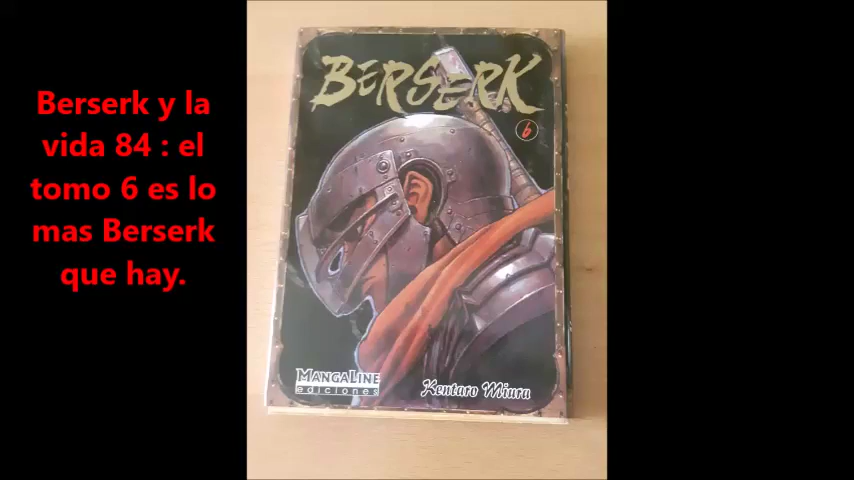 Berserk y la
vida 84 : el
tomo 6 es lo
mas Berserk
que hay.
BERSERK
6
MANGALINE
ediciones
Kentaro Miura